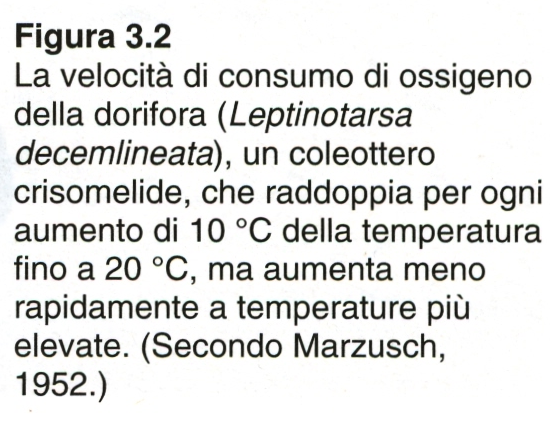 Figura 3.2
La velocità di consumo di ossigeno
della dorifora (Leptinotarsa
decemlineata), un coleottero
crisomelide, che raddoppia per ogni
aumento di 10 °C della temperatura
fino a 20 °C, ma aumenta meno
rapidamente a temperature più
elevate. (Secondo Marzusch,
1952.)